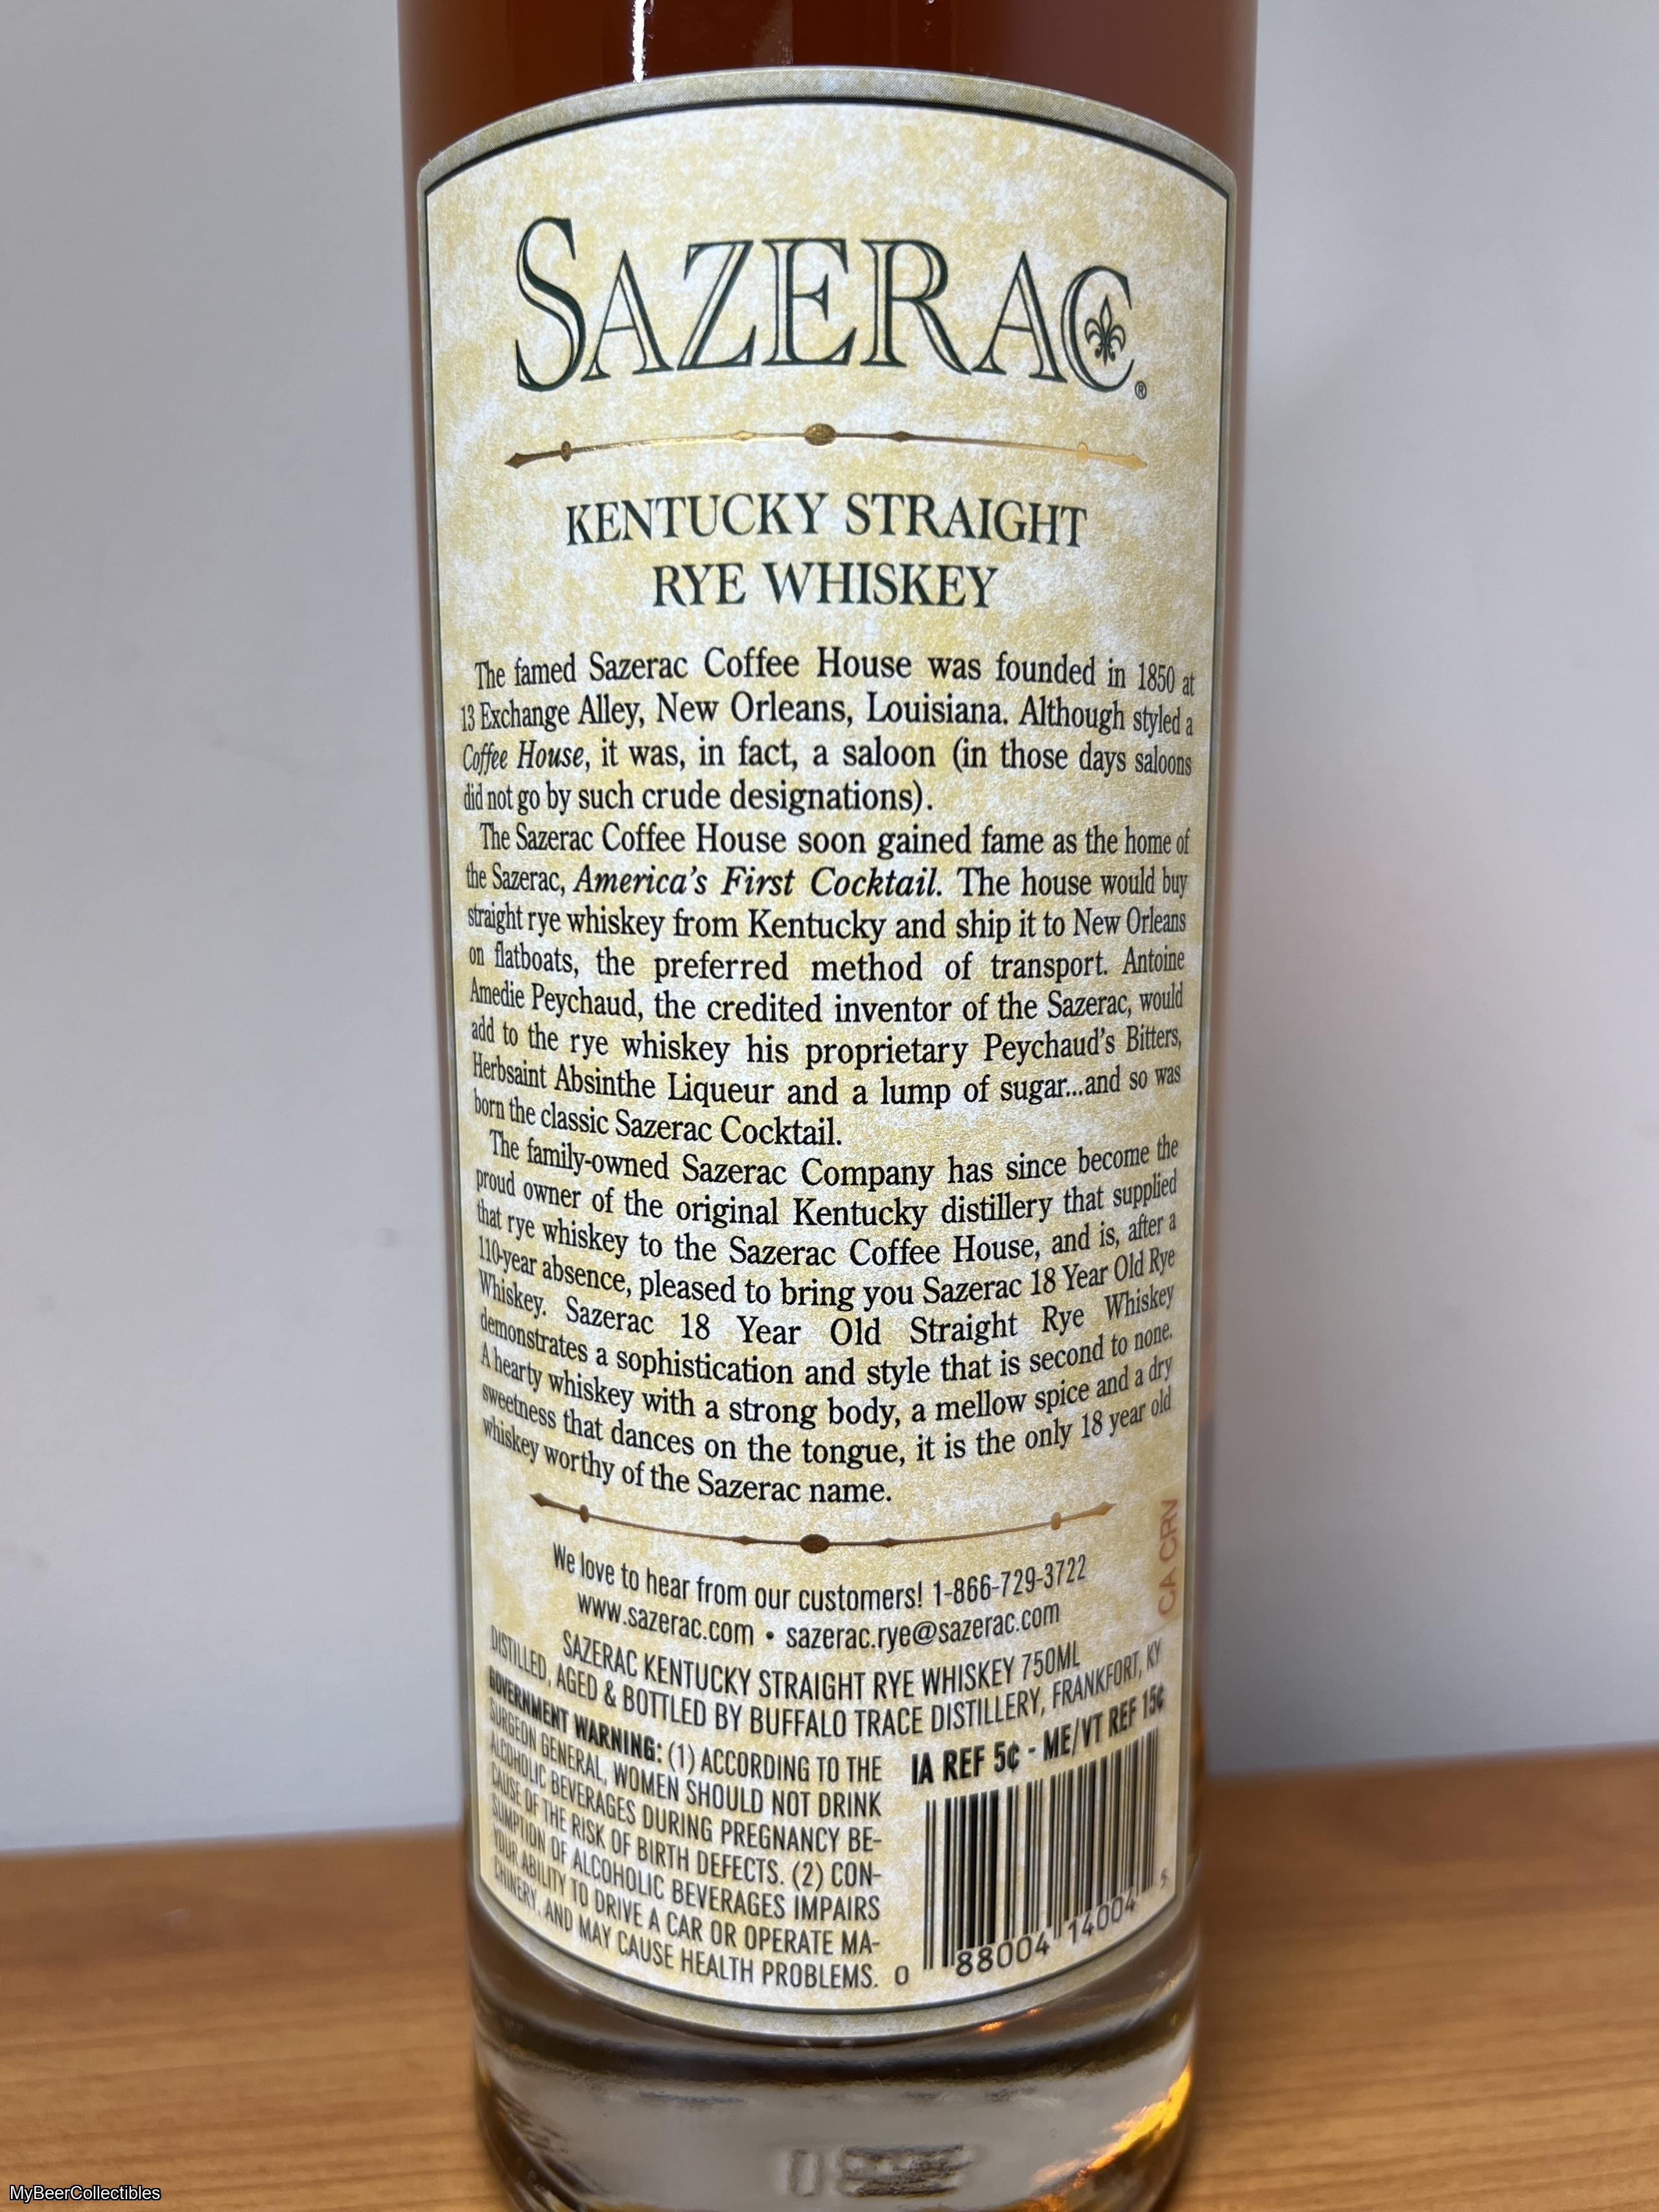 SAZERAC®
KENTUCKY STRAIGHT
RYE WHISKEY
The famed Sazerac Coffee House was founded in 1850 at
13 Exchange Alley, New Orleans, Louisiana. Although styled a
Coffee House, it was, in fact, a saloon (in those days saloons
did not go by such crude designations).
The Sazerac Coffee House soon gained fame as the home of
the Sazerac, America's First Cocktail. The house would buy
straight rye whiskey from Kentucky and ship it to New Orleans
on flatboats, the preferred method of transport. Antoine
Amedie Peychaud, the credited inventor of the Sazerac, would
add to the rye whiskey his proprietary Peychaud's Bitters,
Herbsaint Absinthe Liqueur and a lump of sugar...and so was
born the classic Sazerac Cocktail.
The family-owned Sazerac Company has since become the
proud owner of the original Kentucky distillery that supplied
that rye whiskey to the Sazerac Coffee House, and is, after a
110-year absence, pleased to bring you Sazerac 18 Year Old Rye
Whiskey. Sazerac 18 Year Old Straight Rye Whiskey
demonstrates a sophistication and style that is second to none.
A hearty whiskey with a strong body, a mellow spice and a dry
sweetness that dances on the tongue, it is the only 18 year old
whiskey worthy of the Sazerac name.
We love to hear from our customers! 1-866-729-3722
www.sazerac.com • sazerac.rye@sazerac.com
CA CRV
SAZERAC KENTUCKY STRAIGHT RYE WHISKEY 750ML
DISTILLED, AGED & BOTTLED BY BUFFALO TRACE DISTILLERY, FRANKFORT, KY
GOVERNMENT WARNING: (1) ACCORDING TO THE
SURGEON GENERAL, WOMEN SHOULD NOT DRINK
ALCOHOLIC BEVERAGES DURING PREGNANCY BE-
CAUSE OF THE RISK OF BIRTH DEFECTS. (2) CON-
SUMPTION OF ALCOHOLIC BEVERAGES IMPAIRS
YOUR ABILITY TO DRIVE A CAR OR OPERATE MA-
CHINERY, AND MAY CAUSE HEALTH PROBLEMS.
IA REF 5¢ - ME/VT REF 15¢
0 88004 14004 5
MyBeerCollectibles